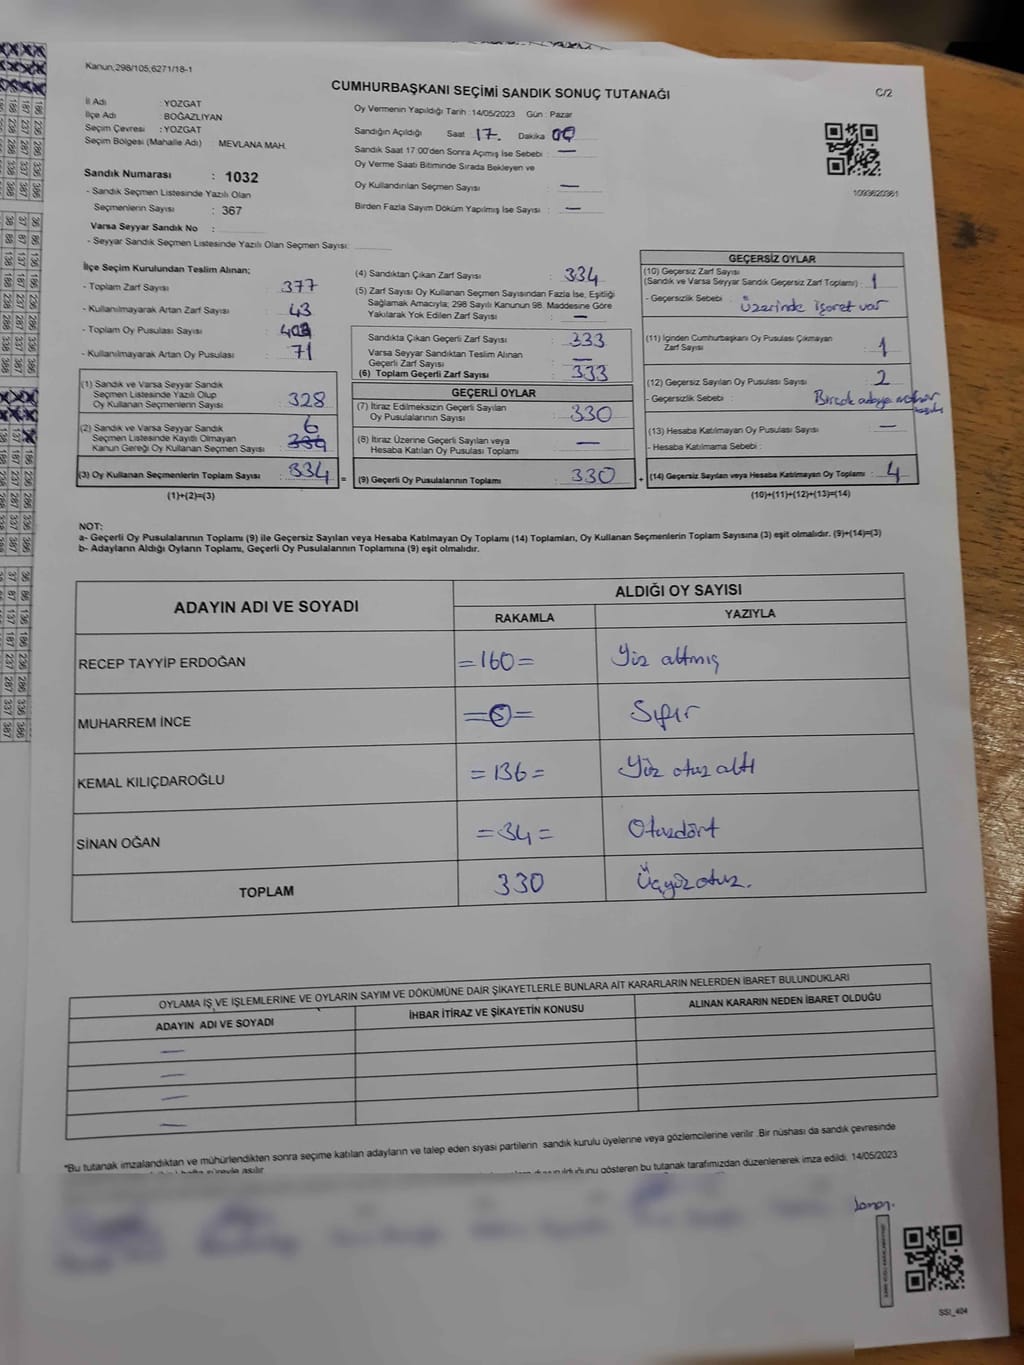 Kanun,298/105,6271/18-1
CUMHURBAŞKANI SEÇİMİ SANDIK SONUÇ TUTANAĞI
C/2
İl Adı : YOZGAT
İlçe Adı : BOĞAZLIYAN
Seçim Çevresi : YOZGAT
Seçim Bölgesi (Mahalle Adı) : MEVLANA MAH.
Sandık Numarası : 1032
- Sandık Seçmen Listesinde Yazılı Olan
Seçmenlerin Sayısı : 367
Varsa Seyyar Sandık No :
- Seyyar Sandık Seçmen Listesinde Yazılı Olan Seçmen Sayısı:
Oy Vermenin Yapıldığı Tarih : 14/05/2023 Gün : Pazar
Sandığın Açıldığı Saat 17. Dakika 00
Sandık Saat 17:00'den Sonra Açımış İse Sebebi : —
Oy Verme Saati Bitiminde Sırada Bekleyen ve
Oy Kullandırılan Seçmen Sayısı : —
Birden Fazla Sayım Döküm Yapılmış İse Sayısı : —
1093620361
İlçe Seçim Kurulundan Teslim Alınan;
- Toplam Zarf Sayısı : 377
- Kullanılmayarak Artan Zarf Sayısı : 43
- Toplam Oy Pusulası Sayısı :
- Kullanılmayarak Artan Oy Pusulası : 71
(1) Sandık ve Varsa Seyyar Sandık
Seçmen Listesinde Yazılı Olup
Oy Kullanan Seçmenlerin Sayısı : 328
(2) Sandık ve Varsa Seyyar Sandık 6
Seçmen Listesinde Kayıtlı Olmayan
Kanun Gereği Oy Kullanan Seçmen Sayısı : 334
(3) Oy Kullanan Seçmenlerin Toplam Sayısı : 334 =
(1)+(2)=(3)
(4) Sandıktan Çıkan Zarf Sayısı : 334
(5) Zarf Sayısı Oy Kullanan Seçmen Sayısından Fazla İse, Eşitliği
Sağlamak Amacıyla; 298 Sayılı Kanunun 98. Maddesine Göre
Yakılarak Yok Edilen Zarf Sayısı : —
Sandıkta Çıkan Geçerli Zarf Sayısı : 333
Varsa Seyyar Sandıktan Teslim Alınan
Geçerli Zarf Sayısı : —
(6) Toplam Geçerli Zarf Sayısı : 333
GEÇERLİ OYLAR
(7) İtiraz Edilmeksizin Geçerli Sayılan
Oy Pusulalarının Sayısı : 330
(8) İtiraz Üzerine Geçerli Sayılan veya
Hesaba Katılan Oy Pusulası Toplamı : —
(9) Geçerli Oy Pusulalarının Toplamı : 330 +
GEÇERSİZ OYLAR
(10) Geçersiz Zarf Sayısı
(Sandık ve Varsa Seyyar Sandık Geçersiz Zarf Toplamı) : 1
- Geçersizlik Sebebi : Üzerinde işaret var
(11) İçinden Cumhurbaşkanı Oy Pusulası Çıkmayan
Zarf Sayısı : 1
(12) Geçersiz Sayılan Oy Pusulası Sayısı : 2
- Geçersizlik Sebebi : Bircok adaya mühür
(13) Hesaba Katılmayan Oy Pusulası Sayısı : —
- Hesaba Katılmama Sebebi :
(14) Geçersiz Sayılan veya Hesaba Katılmayan Oy Toplamı : 4
(10)+(11)+(12)+(13)=(14)
NOT:
a- Geçerli Oy Pusulalarının Toplamı (9) ile Geçersiz Sayılan veya Hesaba Katılmayan Oy Toplamı (14) Toplamları, Oy Kullanan Seçmenlerin Toplam Sayısına (3) eşit olmalıdır. (9)+(14)=(3)
b- Adayların Aldığı Oyların Toplamı, Geçerli Oy Pusulalarının Toplamına (9) eşit olmalıdır.
ADAYIN ADI VE SOYADI
ALDIĞI OY SAYISI
RAKAMLA YAZIYLA
RECEP TAYYİP ERDOĞAN =160= Yüz altmış
MUHARREM İNCE Sıfır
KEMAL KILIÇDAROĞLU =136= Yüz otuz altı
SİNAN OĞAN =34= Otuzdört
TOPLAM 330 Üçyüzotuz.
OYLAMA İŞ VE İŞLEMLERİNE VE OYLARIN SAYIM VE DÖKÜMÜNE DAİR ŞİKAYETLERLE BUNLARA AİT KARARLARIN NELERDEN İBARET BULUNDUKLARI
ADAYIN ADI VE SOYADI İHBAR İTİRAZ VE ŞİKAYETİN KONUSU ALINAN KARARIN NEDEN İBARET OLDUĞU
—
—
—
—
*Bu tutanak imzalandıktan ve mühürlendikten sonra seçime katılan adayların ve talep eden siyasi partilerin sandık kurulu üyelerine veya gözlemcilerine verilir .Bir nüshası da sandık çevresinde
gösteren bu tutanak tarafımızdan düzenlenerek imza edildi. 14/05/2023
SSI_404